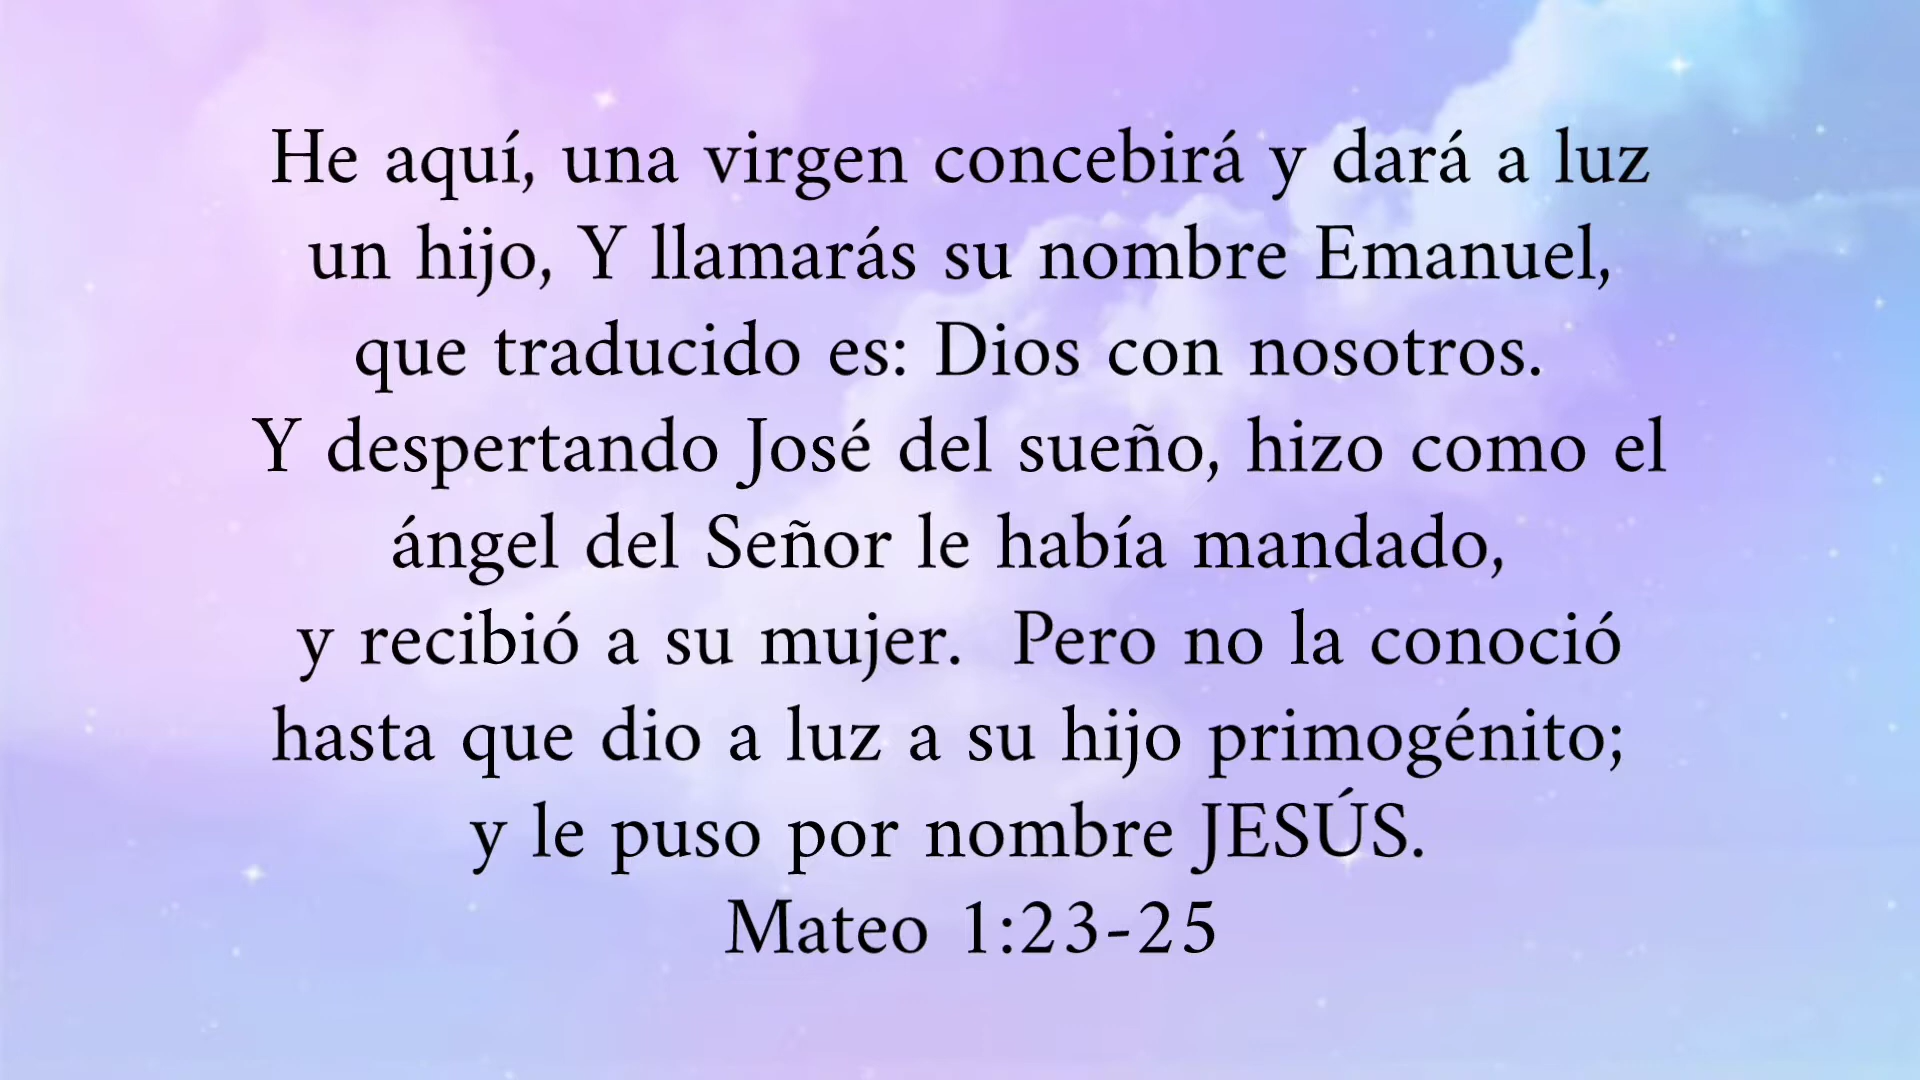 He aquí, una virgen concebirá y dará a luz
un hijo, Y llamarás su nombre Emanuel,
que traducido es: Dios con nosotros.
Y despertando José del sueño, hizo como el
ángel del Señor le había mandado,
y recibió a su mujer.  Pero no la conoció
hasta que dio a luz a su hijo primogénito;
y le puso por nombre JESÚS.
Mateo 1:23-25